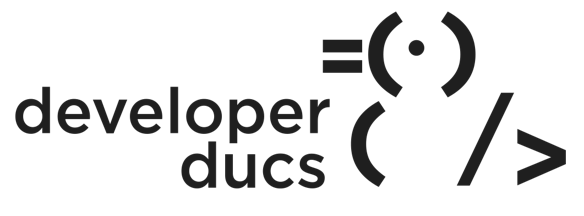 =(·)
developer
ducs
( />